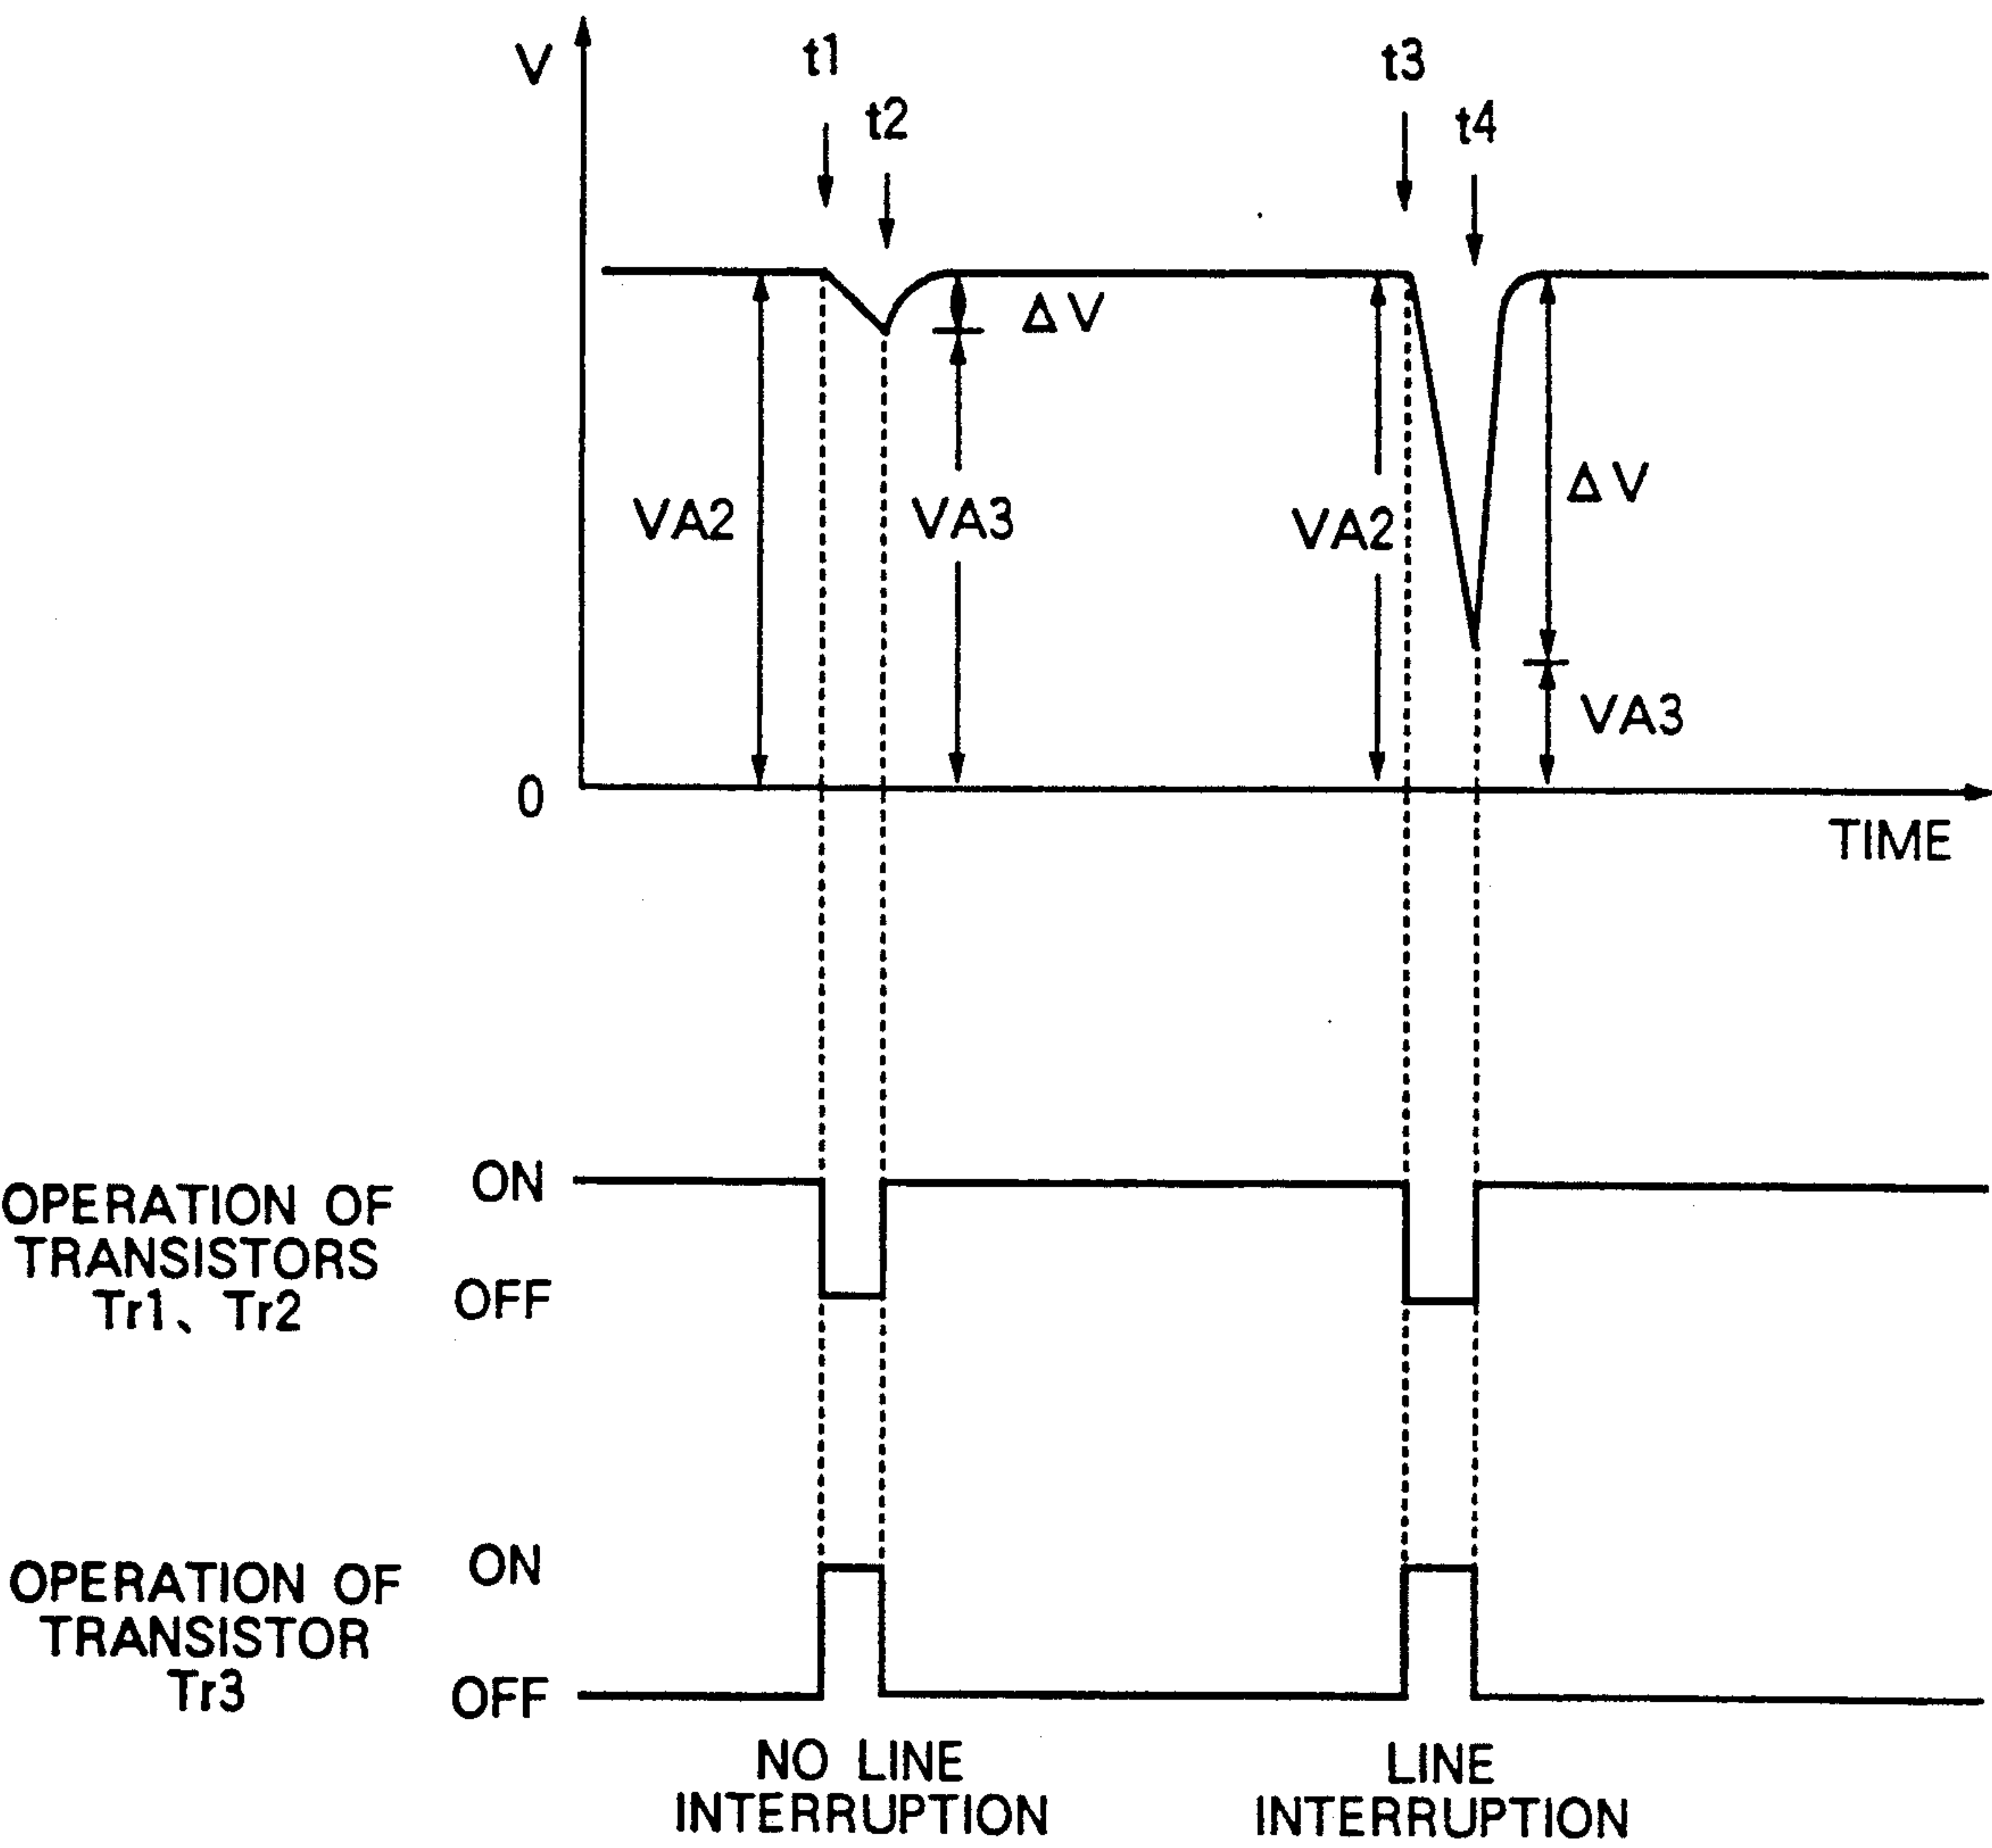 V
t1
t2
t3
t4
ΔV
VA2
VA3
VA2
ΔV
VA3
0
TIME
OPERATION OF
TRANSISTORS
Tr1、Tr2
ON
OFF
OPERATION OF
TRANSISTOR
Tr3
ON
OFF
NO LINE
INTERRUPTION
LINE
INTERRUPTION